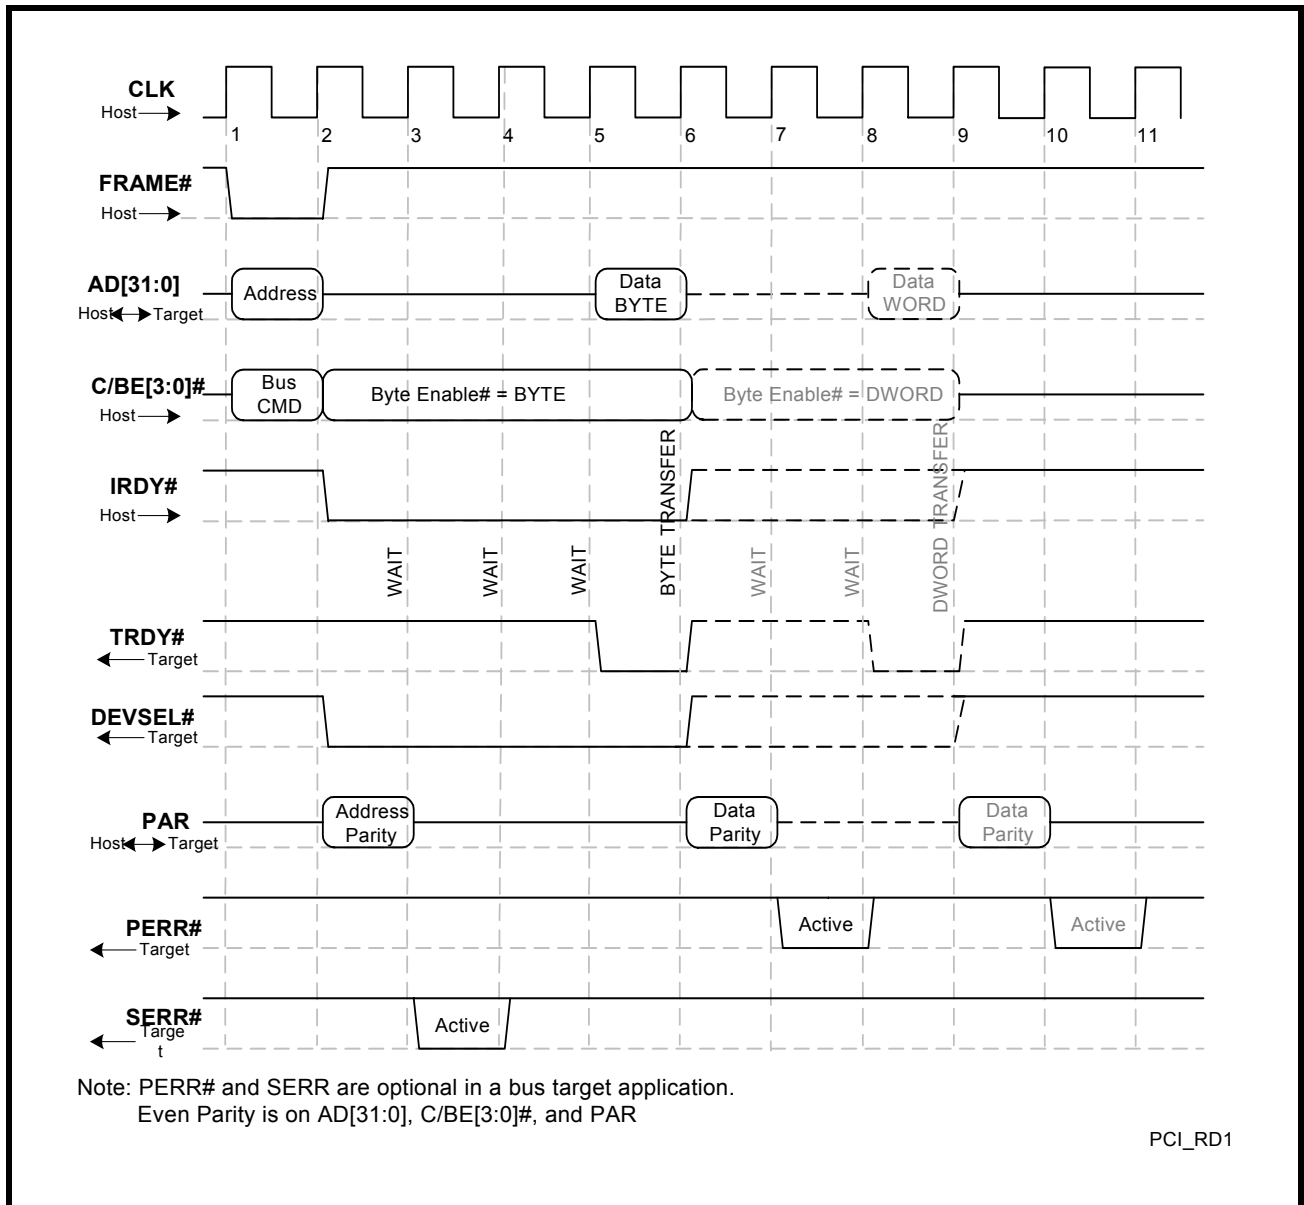 CLK
Host
1 2 3 4 5 6 7 8 9 10 11
FRAME#
Host
AD[31:0]
Host Target
Address
Data
BYTE
Data
WORD
C/BE[3:0]#
Host
Bus
CMD
Byte Enable# = BYTE
Byte Enable# = DWORD
IRDY#
Host
WAIT
WAIT
WAIT
BYTE TRANSFER
WAIT
WAIT
DWORD TRANSFER
TRDY#
Target
DEVSEL#
Target
PAR
Host Target
Address
Parity
Data
Parity
Data
Parity
PERR#
Target
Active
Active
SERR#
Targe
t
Active
Note: PERR# and SERR are optional in a bus target application.
Even Parity is on AD[31:0], C/BE[3:0]#, and PAR
PCI_RD1